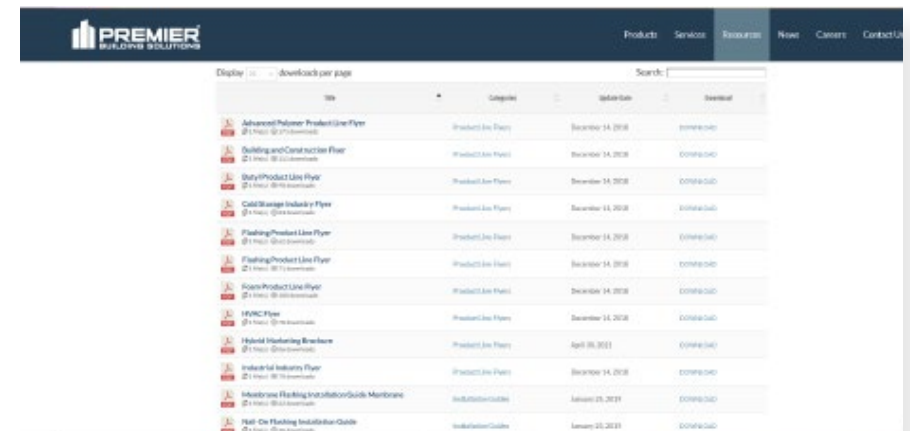 PREMIER
BUILDING SOLUTIONS
Products Services Resources News Careers Contact Us
Display downloads per page Search:
Title Categories Update Date Download
Advanced Polymer Product Line Flyer Product Line Flyers December 14, 2018 DOWNLOAD
Building and Construction Flyer Product Line Flyers December 14, 2018 DOWNLOAD
Butyl Product Line Flyer Product Line Flyers December 14, 2018 DOWNLOAD
Cold Storage Industry Flyer Product Line Flyers December 14, 2018 DOWNLOAD
Flashing Product Line Flyer Product Line Flyers December 14, 2018 DOWNLOAD
Flashing Product Line Flyer Product Line Flyers December 14, 2018 DOWNLOAD
Foam Product Line Flyer Product Line Flyers December 14, 2018 DOWNLOAD
HVAC Flyer Product Line Flyers December 14, 2018 DOWNLOAD
Hybrid Marketing Brochure Product Line Flyers April 2021 DOWNLOAD
Industrial Industry Flyer Product Line Flyers December 14, 2018 DOWNLOAD
Membrane Flashing Installation Guide Membrane Installation Guides January 2019 DOWNLOAD
Nail-On Flashing Installation Guide Installation Guides January 2019 DOWNLOAD